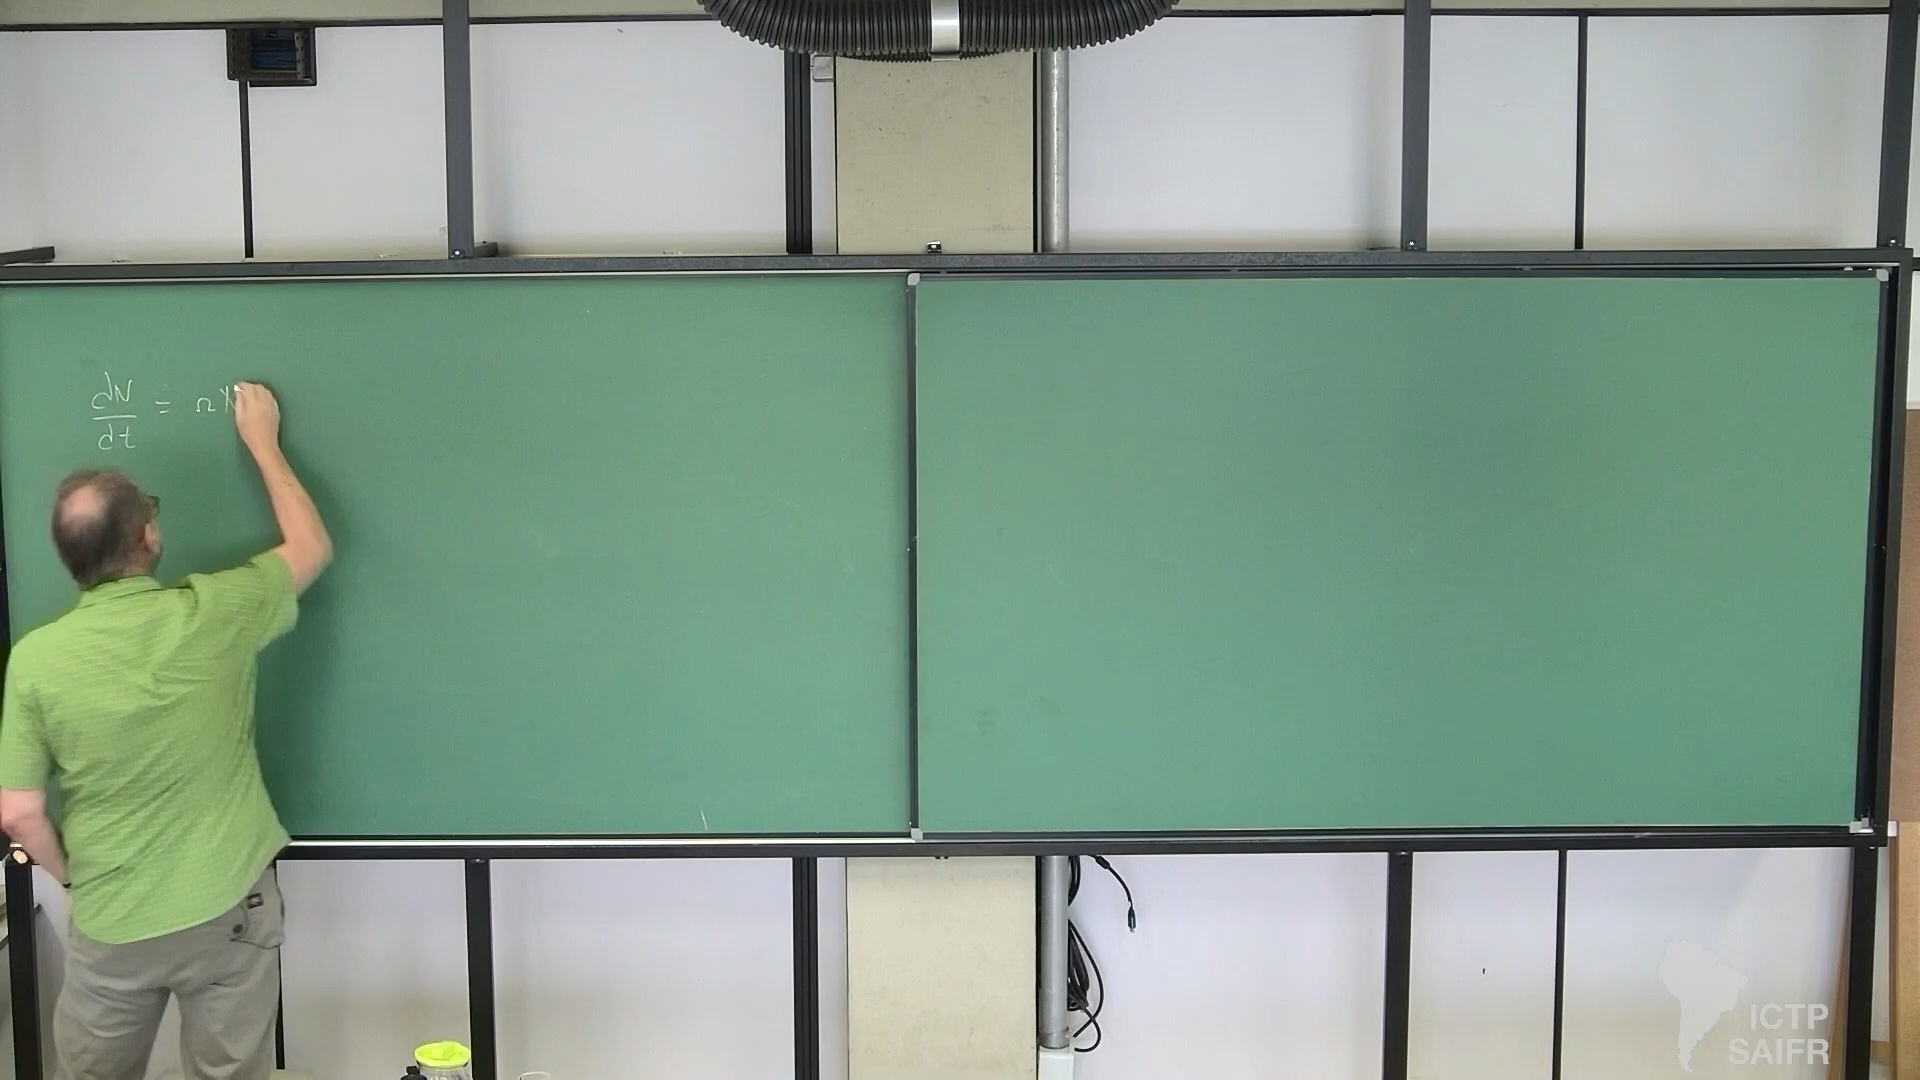 dN/dt = rN
ICTP
SAIFR